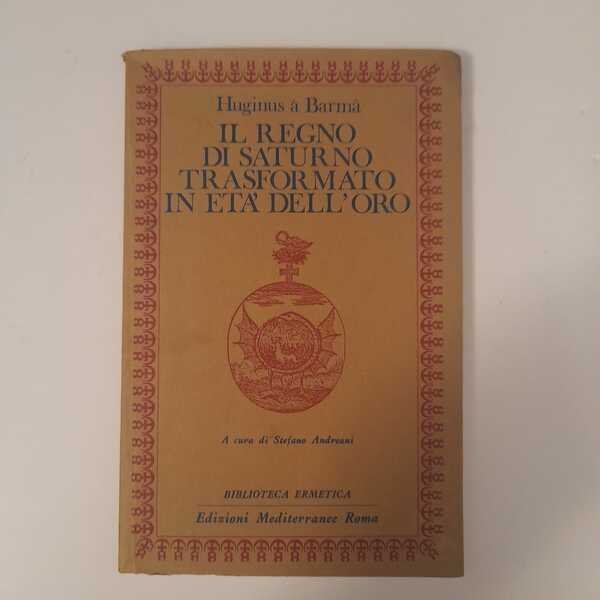 Huginus â Barmâ
IL REGNO
DI SATURNO
TRASFORMATO
IN ETA' DELL'ORO
A cura di Stefano Andreani
BIBLIOTECA ERMETICA
Edizioni Mediterranee Roma